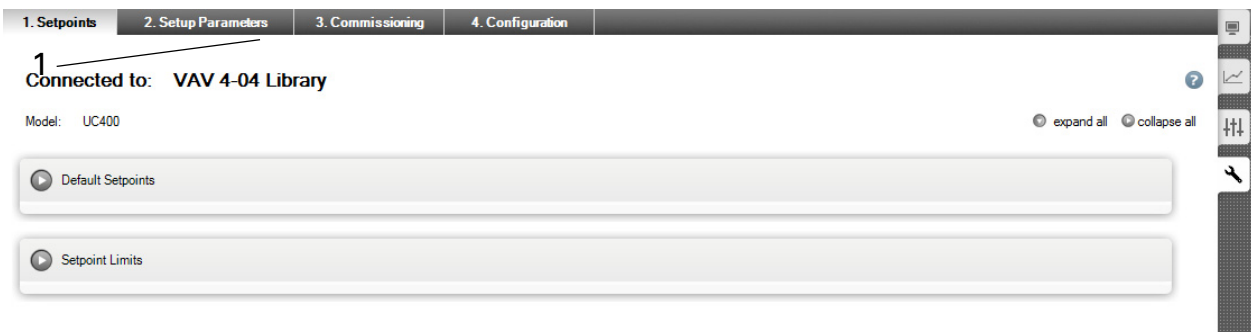 1. Setpoints 2. Setup Parameters 3. Commissioning 4. Configuration
1
Connected to: VAV 4-04 Library
?
Model: UC400
expand all collapse all
Default Setpoints
Setpoint Limits